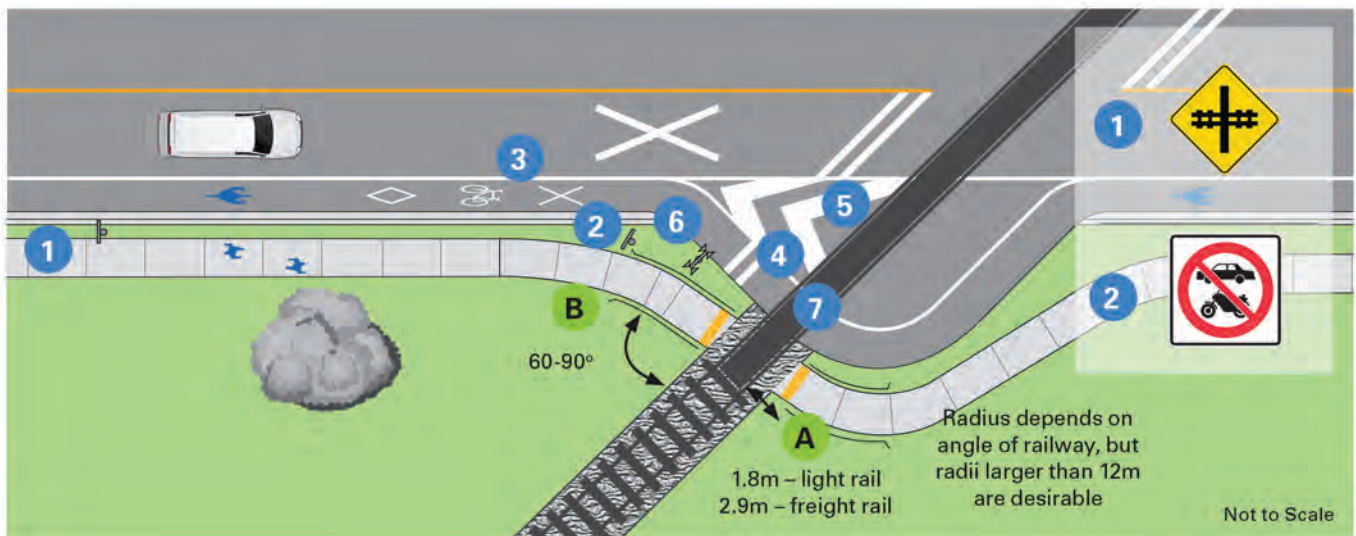 1
3
1
2
6
5
4
7
2
B
60-90º
A
1.8m – light rail
2.9m – freight rail
Radius depends on
angle of railway, but
radii larger than 12m
are desirable
Not to Scale